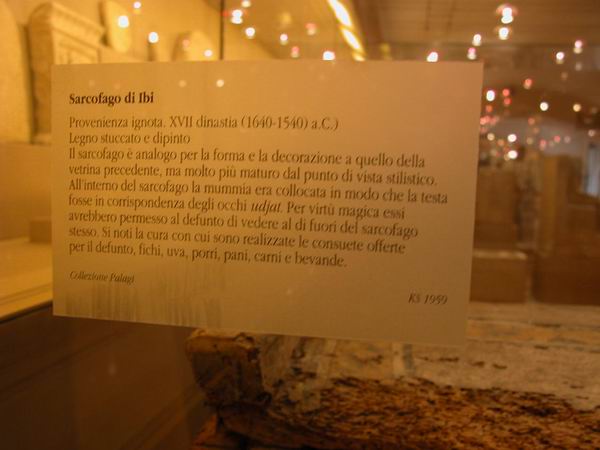 Sarcofago di Ibi
Provenienza ignota. XVII dinastia (1640-1540) a.C.)
Legno stuccato e dipinto
Il sarcofago è analogo per la forma e la decorazione a quello della
vetrina precedente, ma molto più maturo dal punto di vista stilistico.
All'interno del sarcofago la mummia era collocata in modo che la testa
fosse in corrispondenza degli occhi udjat. Per virtù magica essi
avrebbero permesso al defunto di vedere al di fuori del sarcofago
stesso. Si noti la cura con cui sono realizzate le consuete offerte
per il defunto, fichi, uva, porri, pani, carni e bevande.
Collezione Palagi
KS 1959